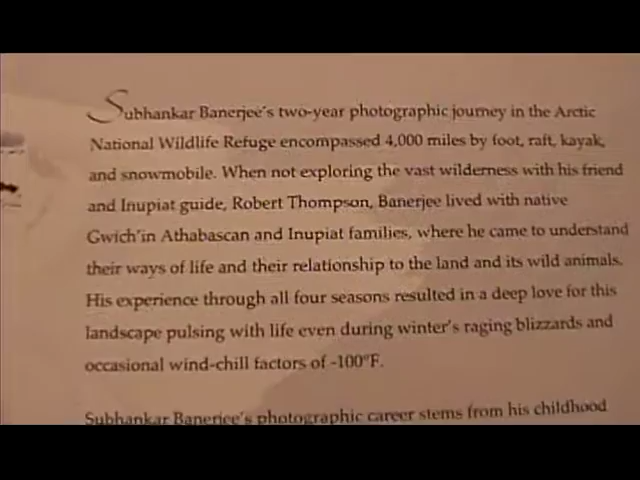 Subhankar Banerjee's two-year photographic journey in the Arctic
National Wildlife Refuge encompassed 4,000 miles by foot, raft, kayak,
and snowmobile. When not exploring the vast wilderness with his friend
and Inupiat guide, Robert Thompson, Banerjee lived with native
Gwich'in Athabascan and Inupiat families, where he came to understand
their ways of life and their relationship to the land and its wild animals.
His experience through all four seasons resulted in a deep love for this
landscape pulsing with life even during winter's raging blizzards and
occasional wind-chill factors of -100°F.
Subhankar Banerjee's photographic career stems from his childhood